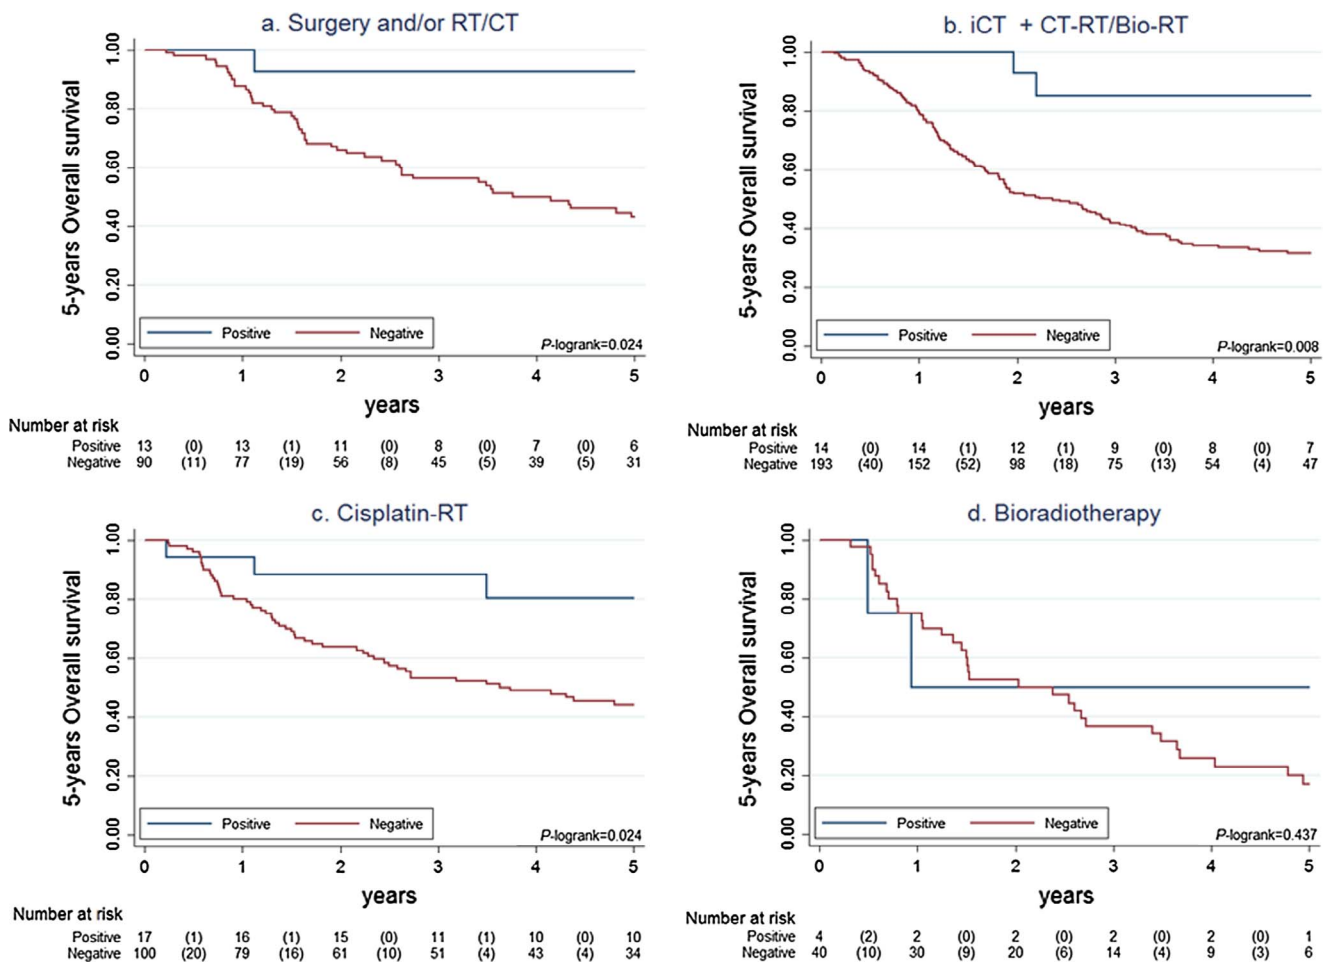 a. Surgery and/or RT/CT
5-years Overall survival
1.00
0.80
0.60
0.40
0.20
0.00
Positive Negative
P-logrank=0.024
0 1 2 3 4 5
years
Number at risk
Positive 13 (0) 13 (1) 11 (0) 8 (0) 7 (0) 6
Negative 90 (11) 77 (19) 56 (8) 45 (5) 39 (5) 31
b. iCT + CT-RT/Bio-RT
5-years Overall survival
1.00
0.80
0.60
0.40
0.20
0.00
Positive Negative
P-logrank=0.008
0 1 2 3 4 5
years
Number at risk
Positive 14 (0) 14 (1) 12 (1) 9 (0) 8 (0) 7
Negative 193 (40) 152 (52) 98 (18) 75 (13) 54 (4) 47
c. Cisplatin-RT
5-years Overall survival
1.00
0.80
0.60
0.40
0.20
0.00
Positive Negative
P-logrank=0.024
0 1 2 3 4 5
years
Number at risk
Positive 17 (1) 16 (1) 15 (0) 11 (1) 10 (0) 10
Negative 100 (20) 79 (16) 61 (10) 51 (4) 43 (4) 34
d. Bioradiotherapy
5-years Overall survival
1.00
0.80
0.60
0.40
0.20
0.00
Positive Negative
P-logrank=0.437
0 1 2 3 4 5
years
Number at risk
Positive 4 (2) 2 (0) 2 (0) 2 (0) 2 (0) 1
Negative 40 (10) 30 (9) 20 (6) 14 (4) 9 (3) 6